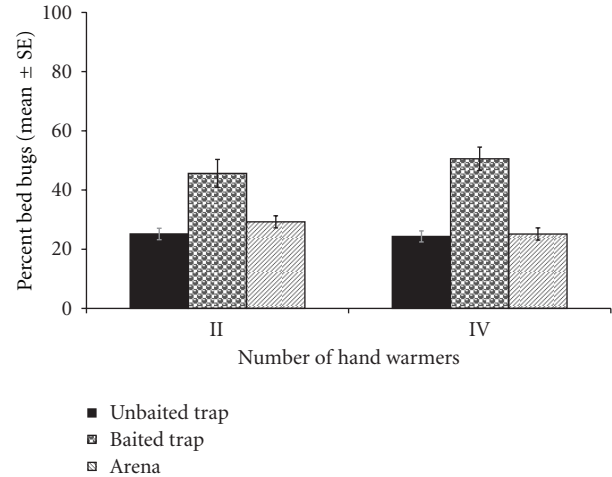 Percent bed bugs (mean ± SE)
100
80
60
40
20
0
II
IV
Number of hand warmers
Unbaited trap
Baited trap
Arena